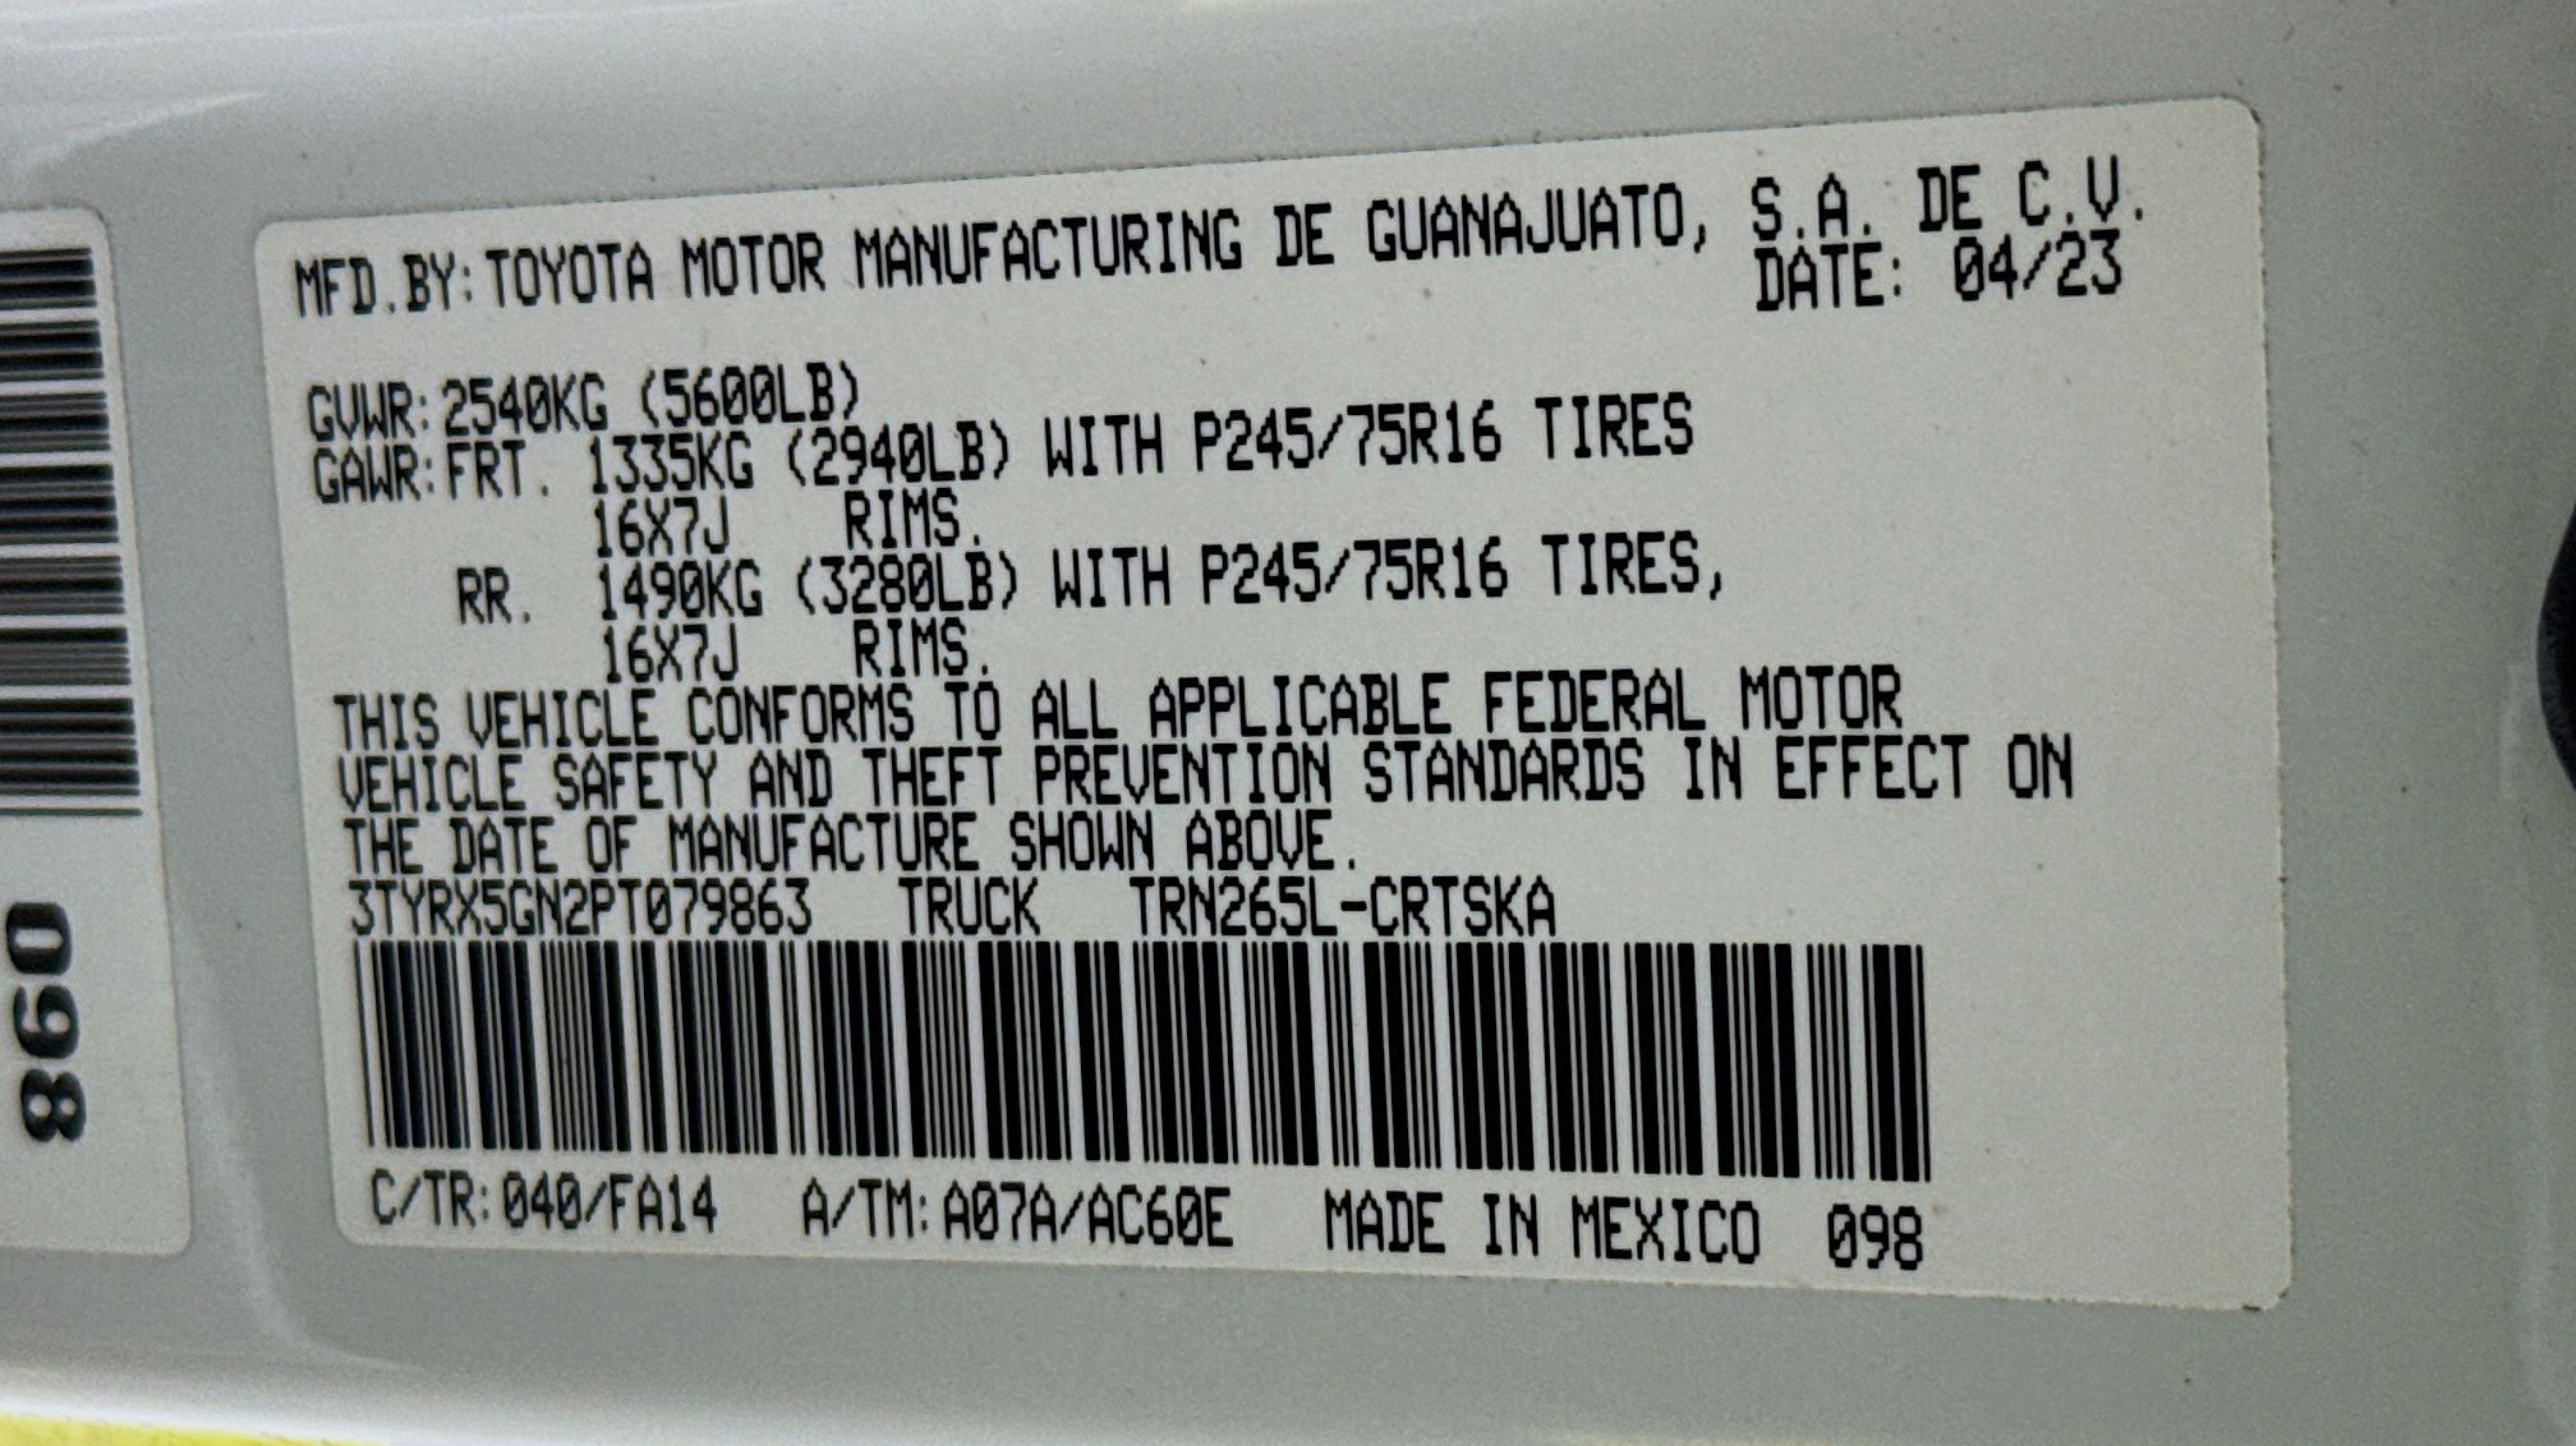 MFD.BY:TOYOTA MOTOR MANUFACTURING DE GUANAJUATO, S.A. DE C.V.
DATE: 04/23
GVWR:2540KG (5600LB)
GAWR:FRT. 1335KG (2940LB) WITH P245/75R16 TIRES
16X7J RIMS.
RR. 1490KG (3280LB) WITH P245/75R16 TIRES,
16X7J RIMS.
THIS VEHICLE CONFORMS TO ALL APPLICABLE FEDERAL MOTOR
VEHICLE SAFETY AND THEFT PREVENTION STANDARDS IN EFFECT ON
THE DATE OF MANUFACTURE SHOWN ABOVE.
3TYRX5GN2PT079863 TRUCK TRN265L-CRTSKA
C/TR:040/FA14 A/TM:A07A/AC60E MADE IN MEXICO 098
098